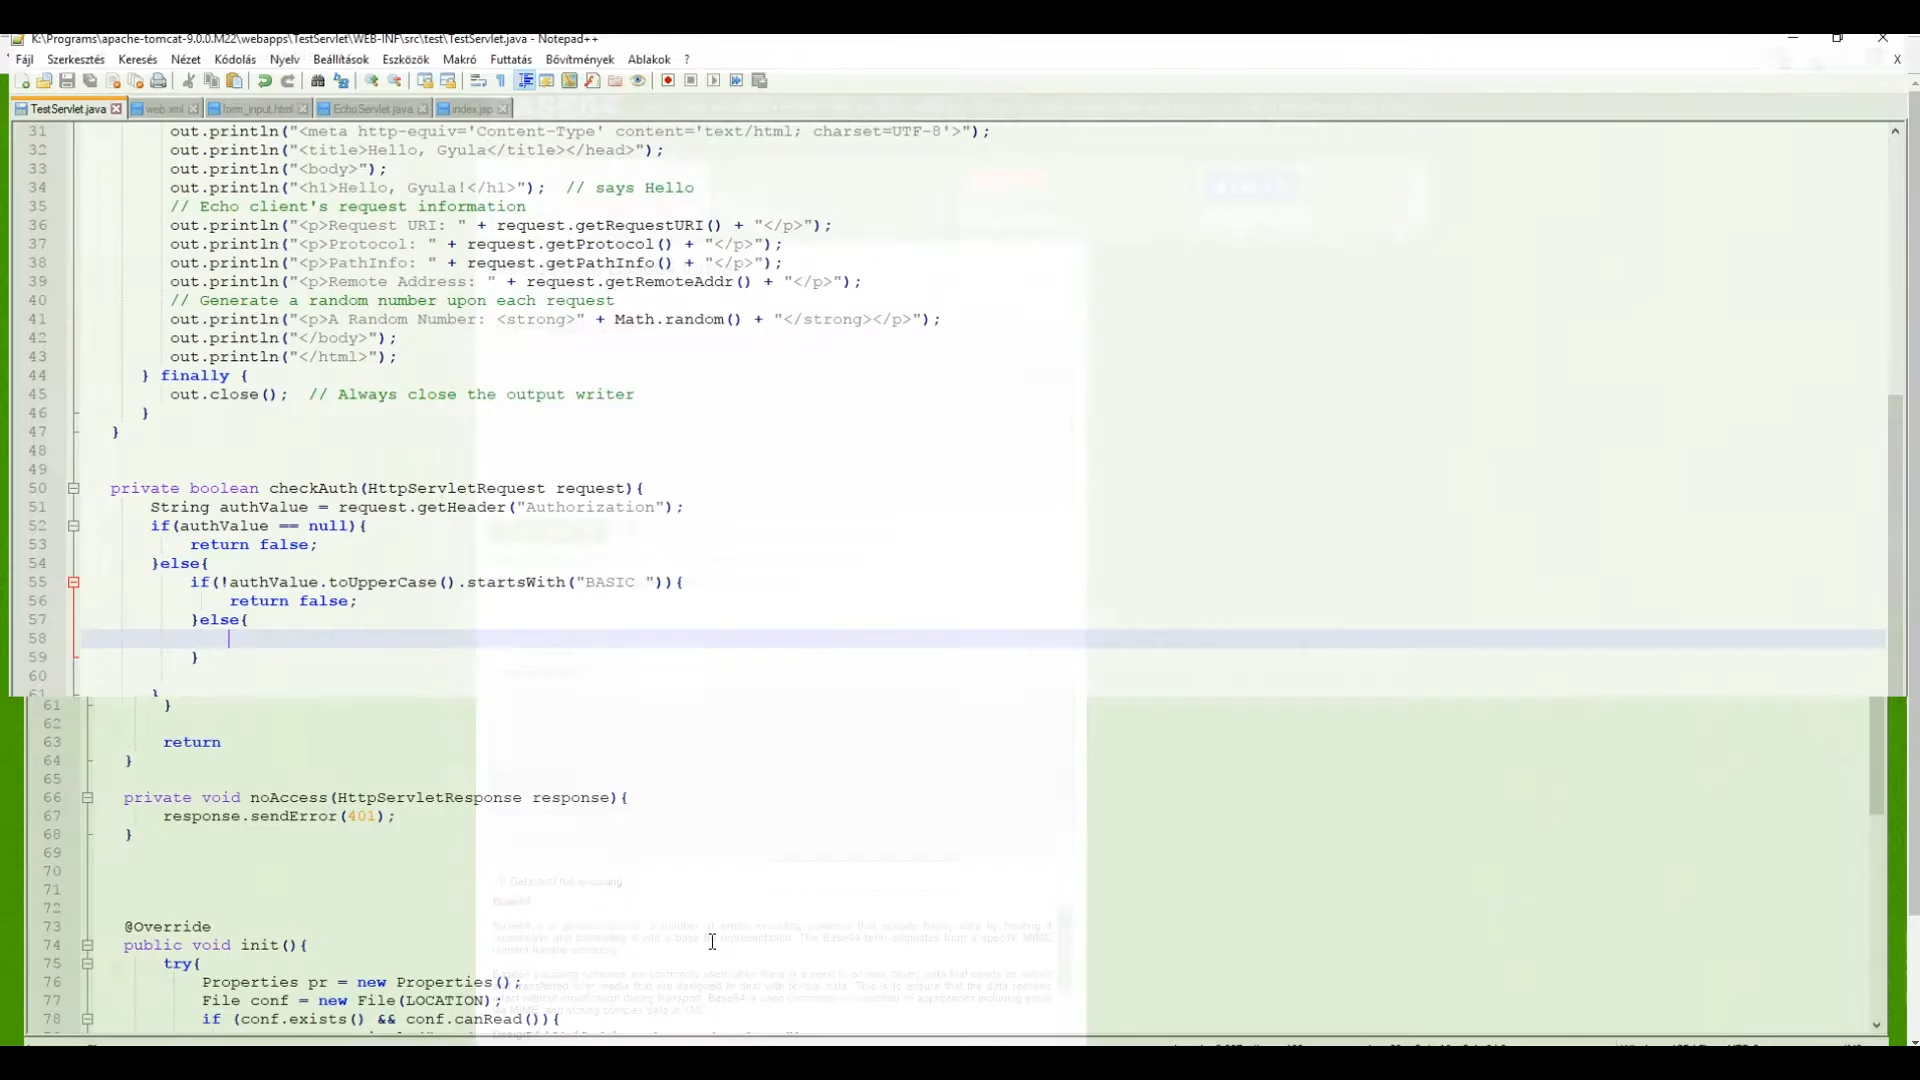 K:\Programs\apache-tomcat-9.0.0.M22\webapps\TestServlet\WEB-INF\src\test\TestServlet.java - Notepad++
Fájl Szerkesztés Keresés Nézet Kódolás Nyelv Beállítások Eszközök Makró Futtatás Bővítmények Ablakok ? X
TestServlet.java web.xml form_input.html EchoServlet.java index.jsp
31 out.println("<meta http-equiv='Content-Type' content='text/html; charset=UTF-8'>");
32 out.println("<title>Hello, Gyula</title></head>");
33 out.println("<body>");
34 out.println("<h1>Hello, Gyula!</h1>");  // says Hello
35 // Echo client's request information
36 out.println("<p>Request URI: " + request.getRequestURI() + "</p>");
37 out.println("<p>Protocol: " + request.getProtocol() + "</p>");
38 out.println("<p>PathInfo: " + request.getPathInfo() + "</p>");
39 out.println("<p>Remote Address: " + request.getRemoteAddr() + "</p>");
40 // Generate a random number upon each request
41 out.println("<p>A Random Number: <strong>" + Math.random() + "</strong></p>");
42 out.println("</body>");
43 out.println("</html>");
44 } finally {
45 out.close();  // Always close the output writer
46 }
47 }
48
49
50 private boolean checkAuth(HttpServletRequest request){
51 String authValue = request.getHeader("Authorization");
52 if(authValue == null){
53 return false;
54 }else{
55 if(!authValue.toUpperCase().startsWith("BASIC ")){
56 return false;
57 }else{
58
59 }
60
61 }
61 }
62
63 return
64 }
65
66 private void noAccess(HttpServletResponse response){
67 response.sendError(401);
68 }
69
70
71
72
73 @Override
74 public void init(){
75 try{
76 Properties pr = new Properties();
77 File conf = new File(LOCATION);
78 if (conf.exists() && conf.canRead()){
Base64